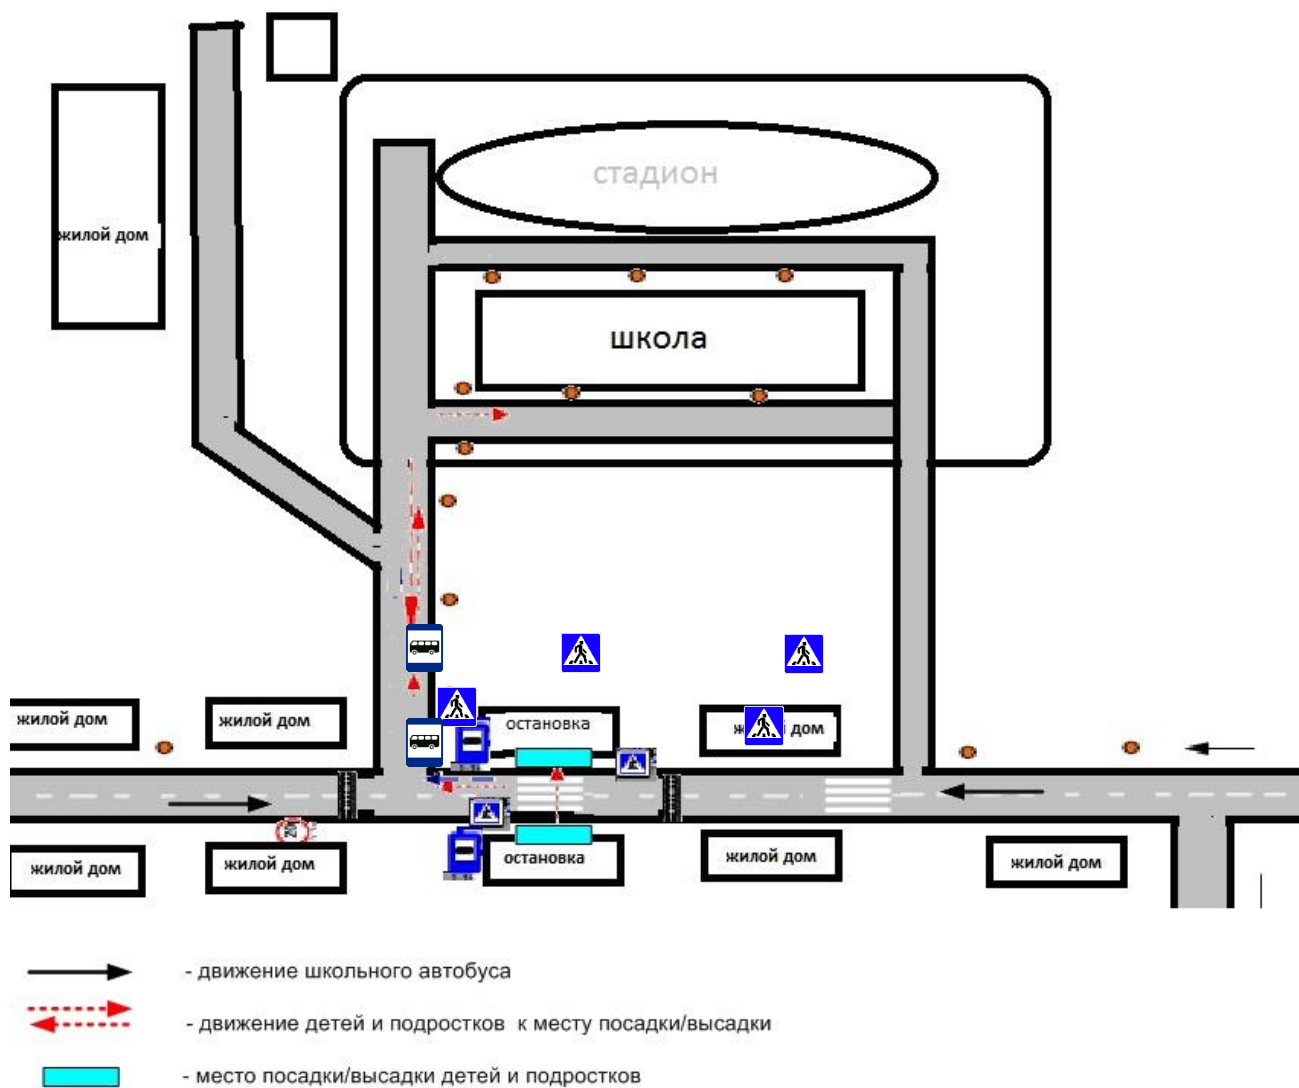 стадион
жилой дом
школа
жилой дом
жилой дом
остановка
дом
20
жилой дом
жилой дом
остановка
жилой дом
жилой дом
- движение школьного автобуса
- движение детей и подростков к месту посадки/высадки
- место посадки/высадки детей и подростков